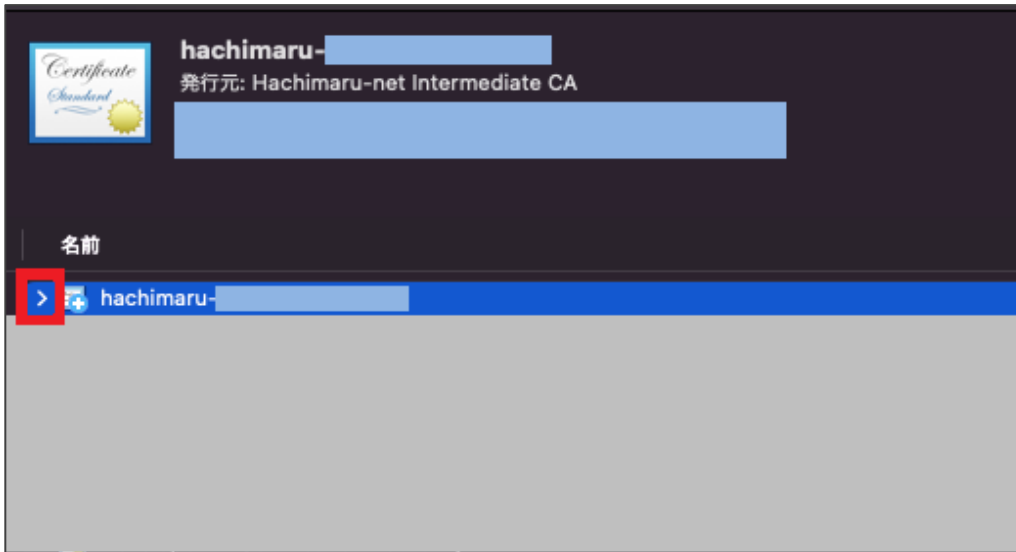 hachimaru-
Certificate
Standard
発行元: Hachimaru-net Intermediate CA
名前
hachimaru-